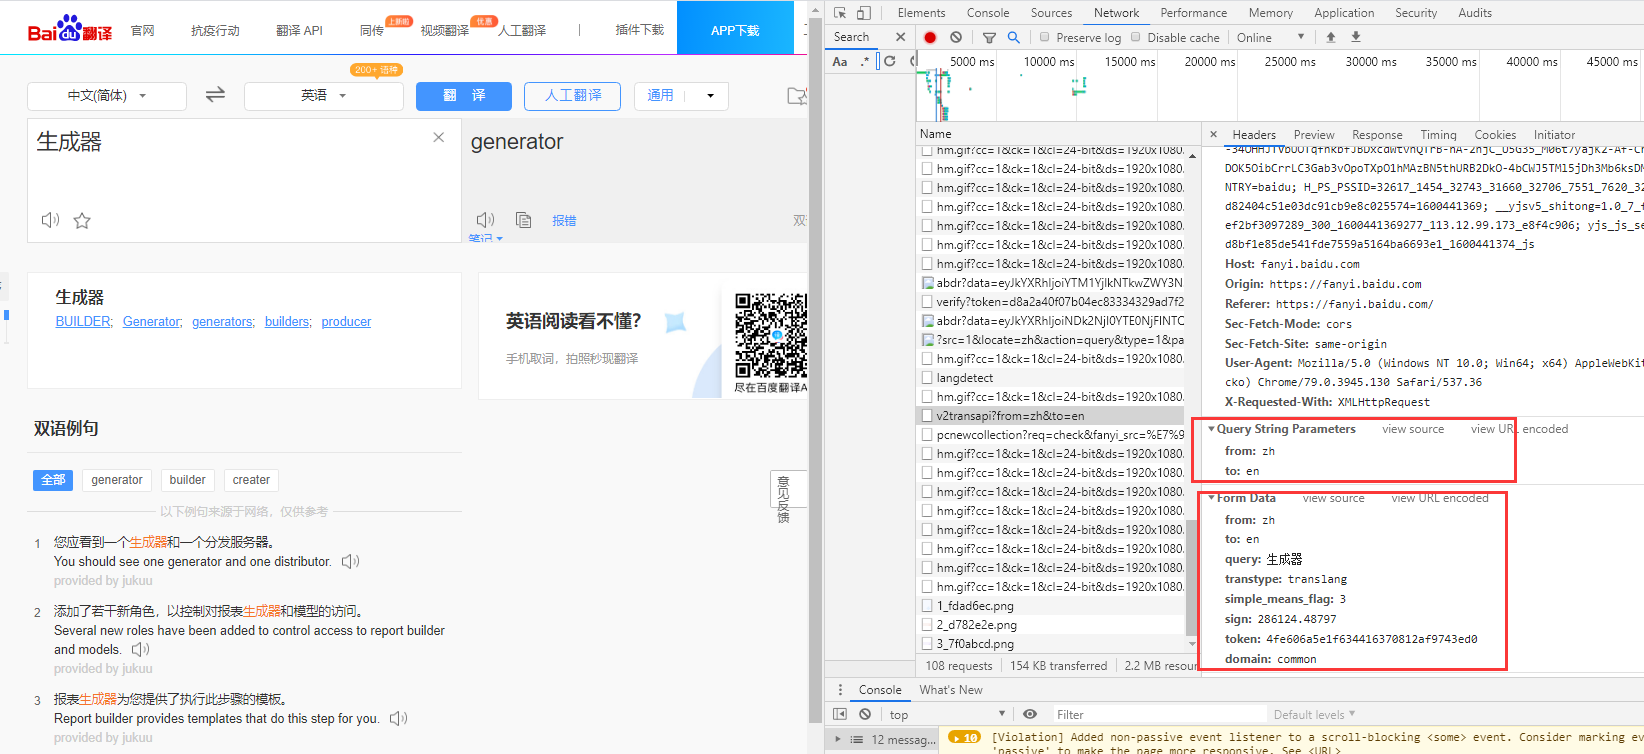 Bai du 翻译 官网 抗疫行动 翻译 API 同传 上新啦 视频翻译 优惠 人工翻译 插件下载 APP下载
200+ 语种
中文(简体) 英语 翻 译 人工翻译 通用
生成器 generator
报错
笔记
生成器
BUILDER; Generator; generators; builders; producer
英语阅读看不懂?
手机取词，拍照秒现翻译
尽在百度翻译A
双语例句
全部 generator builder creater
以下例句来源于网络，仅供参考
1 您应看到一个生成器和一个分发服务器。
You should see one generator and one distributor.
provided by jukuu
2 添加了若干新角色，以控制对报表生成器和模型的访问。
Several new roles have been added to control access to report builder
and models.
provided by jukuu
3 报表生成器为您提供了执行此步骤的模板。
Report builder provides templates that do this step for you.
provided by jukuu
意见反馈
Elements Console Sources Network Performance Memory Application Security Audits
Search Preserve log Disable cache Online
Aa .*
5000 ms 10000 ms 15000 ms 20000 ms 25000 ms 30000 ms 35000 ms 40000 ms 45000 ms
Name
hm.gif?cc=1&ck=1&cl=24-bit&ds=1920x1080.
hm.gif?cc=1&ck=1&cl=24-bit&ds=1920x1080.
hm.gif?cc=1&ck=1&cl=24-bit&ds=1920x1080.
hm.gif?cc=1&ck=1&cl=24-bit&ds=1920x1080.
hm.gif?cc=1&ck=1&cl=24-bit&ds=1920x1080.
hm.gif?cc=1&ck=1&cl=24-bit&ds=1920x1080.
abdr?data=eyJkYXRhIjoiYTM1YjlkNTkwZWY3N
verify?token=d8a2a40f07b04ec83334329ad7f2
abdr?data=eyJkYXRhIjoiNDk2NjI0YTE0NjFINTC
?src=1&locate=zh&action=query&type=1&pa
hm.gif?cc=1&ck=1&cl=24-bit&ds=1920x1080.
langdetect
hm.gif?cc=1&ck=1&cl=24-bit&ds=1920x1080.
v2transapi?from=zh&to=en
pcnewcollection?req=check&fanyi_src=%E7%9
hm.gif?cc=1&ck=1&cl=24-bit&ds=1920x1080.
hm.gif?cc=1&ck=1&cl=24-bit&ds=1920x1080.
hm.gif?cc=1&ck=1&cl=24-bit&ds=1920x1080.
hm.gif?cc=1&ck=1&cl=24-bit&ds=1920x1080.
hm.gif?cc=1&ck=1&cl=24-bit&ds=1920x1080.
hm.gif?cc=1&ck=1&cl=24-bit&ds=1920x1080.
hm.gif?cc=1&ck=1&cl=24-bit&ds=1920x1080.
hm.gif?cc=1&ck=1&cl=24-bit&ds=1920x1080.
1_fdad6ec.png
2_d782e2e.png
3_7f0abcd.png
108 requests 154 KB transferred 2.2 MB resour
Headers Preview Response Timing Cookies Initiator
DOK5OibCrrLC3Gab3vOpoTXpO1hMAzBN5thURB2DkO-4bCWJ5TMl5jDh3Mb6ksDM
NTRY=baidu; H_PS_PSSID=32617_1454_32743_31660_32706_7551_7620_32
d82404c51e03dc91cb9e8c025574=1600441369; __yjsv5_shitong=1.0_7_f
ef2bf3097289_300_1600441369277_113.12.99.173_e8f4c906; yjs_js_se
d8bf1e85de541fde7559a5164ba6693e1_1600441374_js
Host: fanyi.baidu.com
Origin: https://fanyi.baidu.com
Referer: https://fanyi.baidu.com/
Sec-Fetch-Mode: cors
Sec-Fetch-Site: same-origin
User-Agent: Mozilla/5.0 (Windows NT 10.0; Win64; x64) AppleWebKit
cko) Chrome/79.0.3945.130 Safari/537.36
X-Requested-With: XMLHttpRequest
Query String Parameters view source view URL encoded
from: zh
to: en
Form Data view source view URL encoded
from: zh
to: en
query: 生成器
transtype: translang
simple_means_flag: 3
sign: 286124.48797
token: 4fe606a5e1f634416370812af9743ed0
domain: common
Console What's New
top Filter Default levels
12 messag... 10 [Violation] Added non-passive event listener to a scroll-blocking <some> event. Consider marking ev
'passive' to make the page more responsive. See <URL>